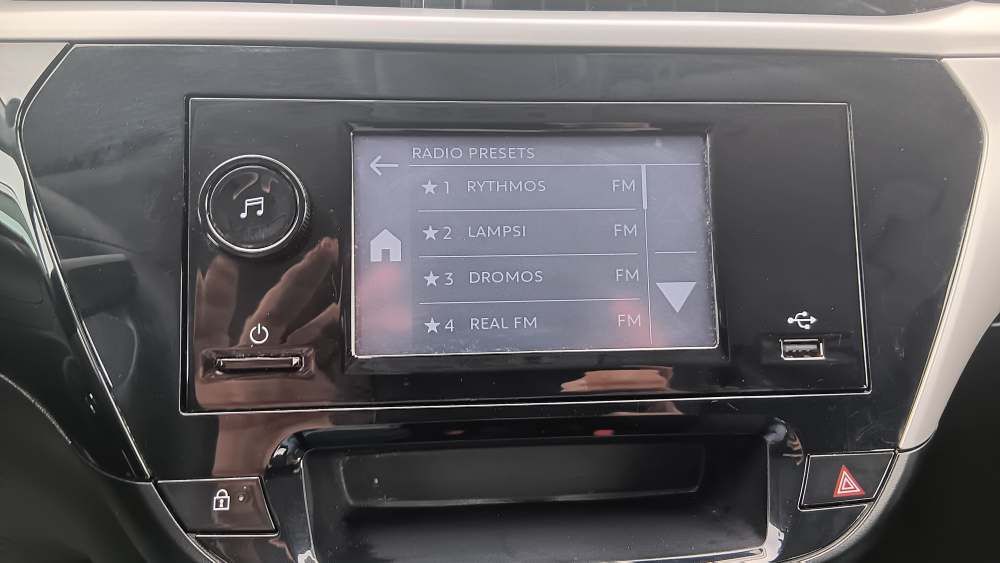 RADIO PRESETS
1 RYTHMOS FM
2 LAMPSI FM
3 DROMOS FM
4 REAL FM FM